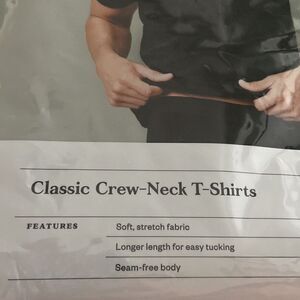 Classic Crew-Neck T-Shirts
FEATURES
Soft, stretch fabric
Longer length for easy tucking
Seam-free body